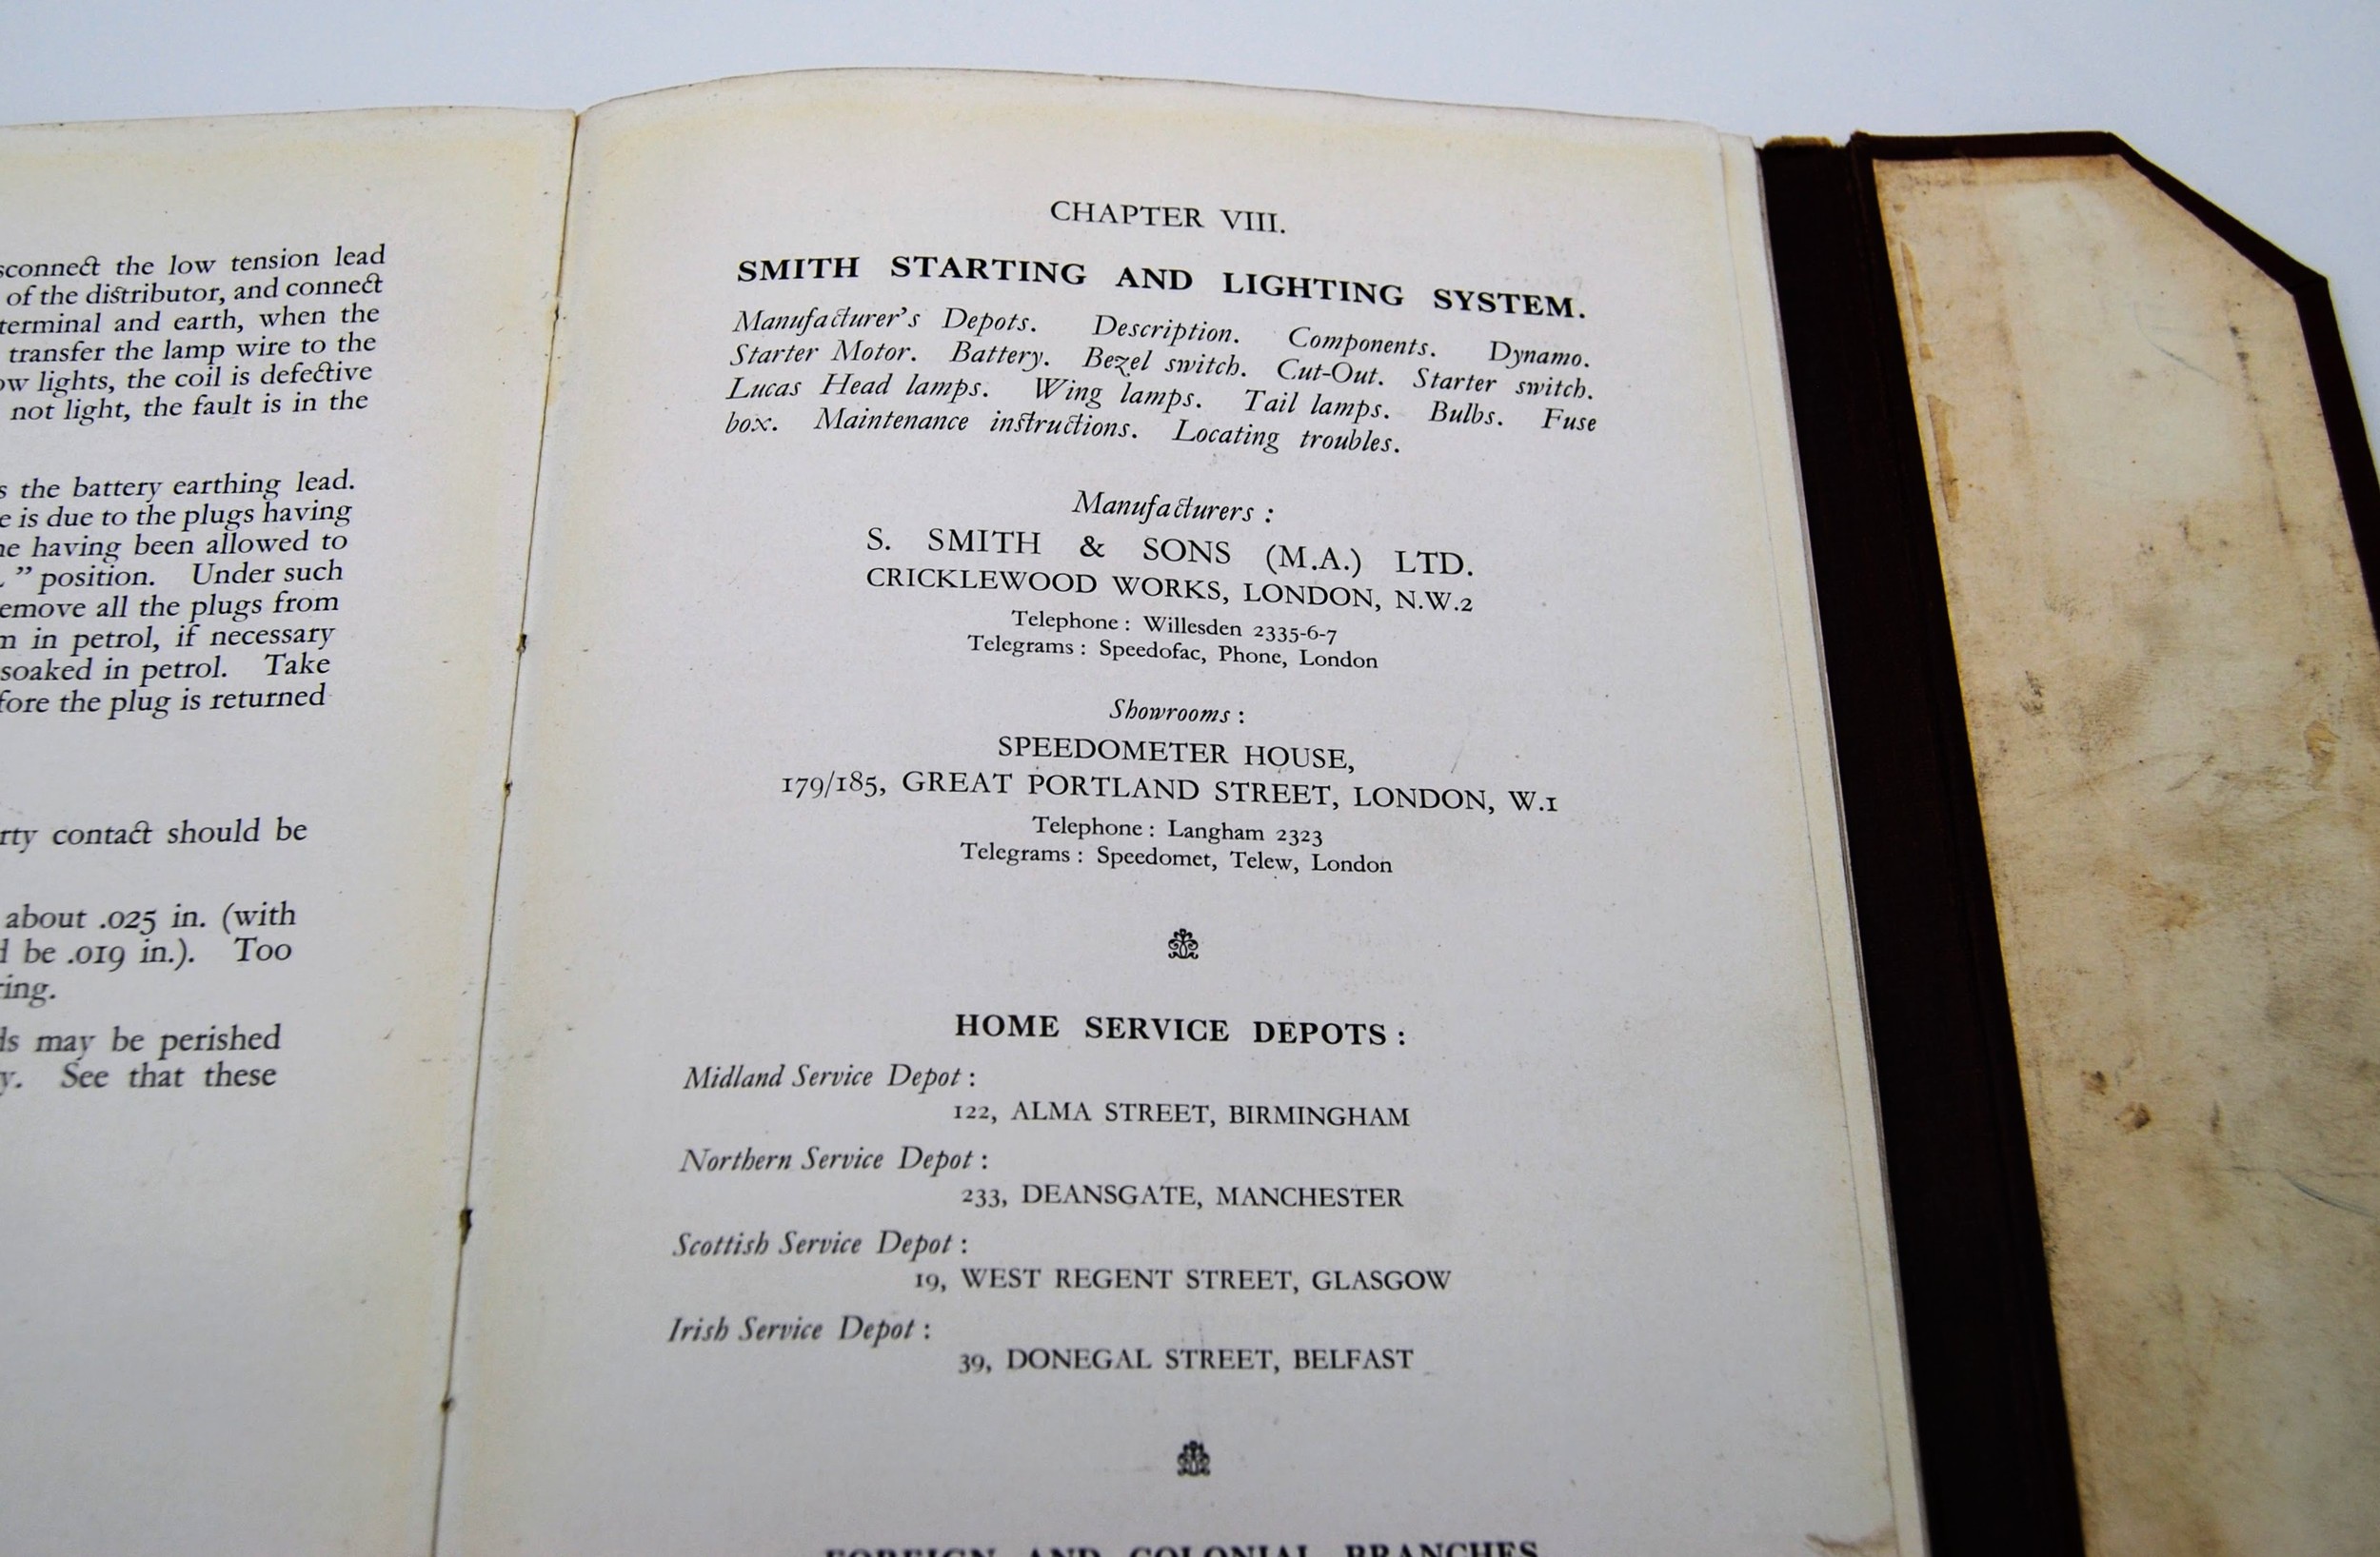 the low tension lead
of the distributor, and connect
terminal and earth, when the
transfer the lamp wire to the
lights, the coil is defective
not light, the fault is in the
the battery earthing lead.
is due to the plugs having
having been allowed to
” position. Under such
all the plugs from
in petrol, if necessary
soaked in petrol. Take
the plug is returned
contact should be
about .025 in. (with
be .019 in.). Too
may be perished
See that these
CHAPTER VIII.
SMITH STARTING AND LIGHTING SYSTEM.
Manufacturer's Depots. Description. Components. Dynamo.
Starter Motor. Battery. Bezel switch. Cut-Out. Starter switch.
Lucas Head lamps. Wing lamps. Tail lamps. Bulbs. Fuse
box. Maintenance instructions. Locating troubles.
Manufacturers :
S. SMITH & SONS (M.A.) LTD.
CRICKLEWOOD WORKS, LONDON, N.W.2
Telephone : Willesden 2335-6-7
Telegrams : Speedofac, Phone, London
Showrooms :
SPEEDOMETER HOUSE,
179/185, GREAT PORTLAND STREET, LONDON, W.1
Telephone : Langham 2323
Telegrams : Speedomet, Telew, London
HOME SERVICE DEPOTS :
Midland Service Depot :
122, ALMA STREET, BIRMINGHAM
Northern Service Depot :
233, DEANSGATE, MANCHESTER
Scottish Service Depot :
19, WEST REGENT STREET, GLASGOW
Irish Service Depot :
39, DONEGAL STREET, BELFAST
FOREIGN AND COLONIAL BRANCHES